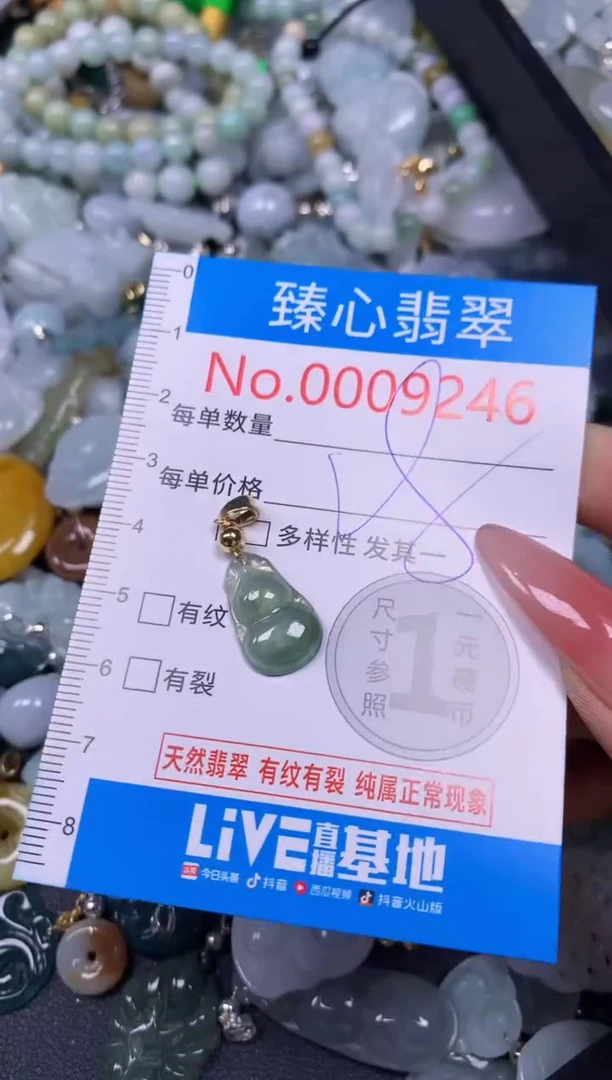 0
臻心翡翠
1
No.0009246
2
每单数量
3
每单价格
18
4
多样性 发其一
5
有纹
尺寸参照
1
一元硬币
6
有裂
7
天然翡翠 有纹有裂 纯属正常现象
8
LiVE直播基地
头条 今日头条 抖音 西瓜视频 抖音火山版